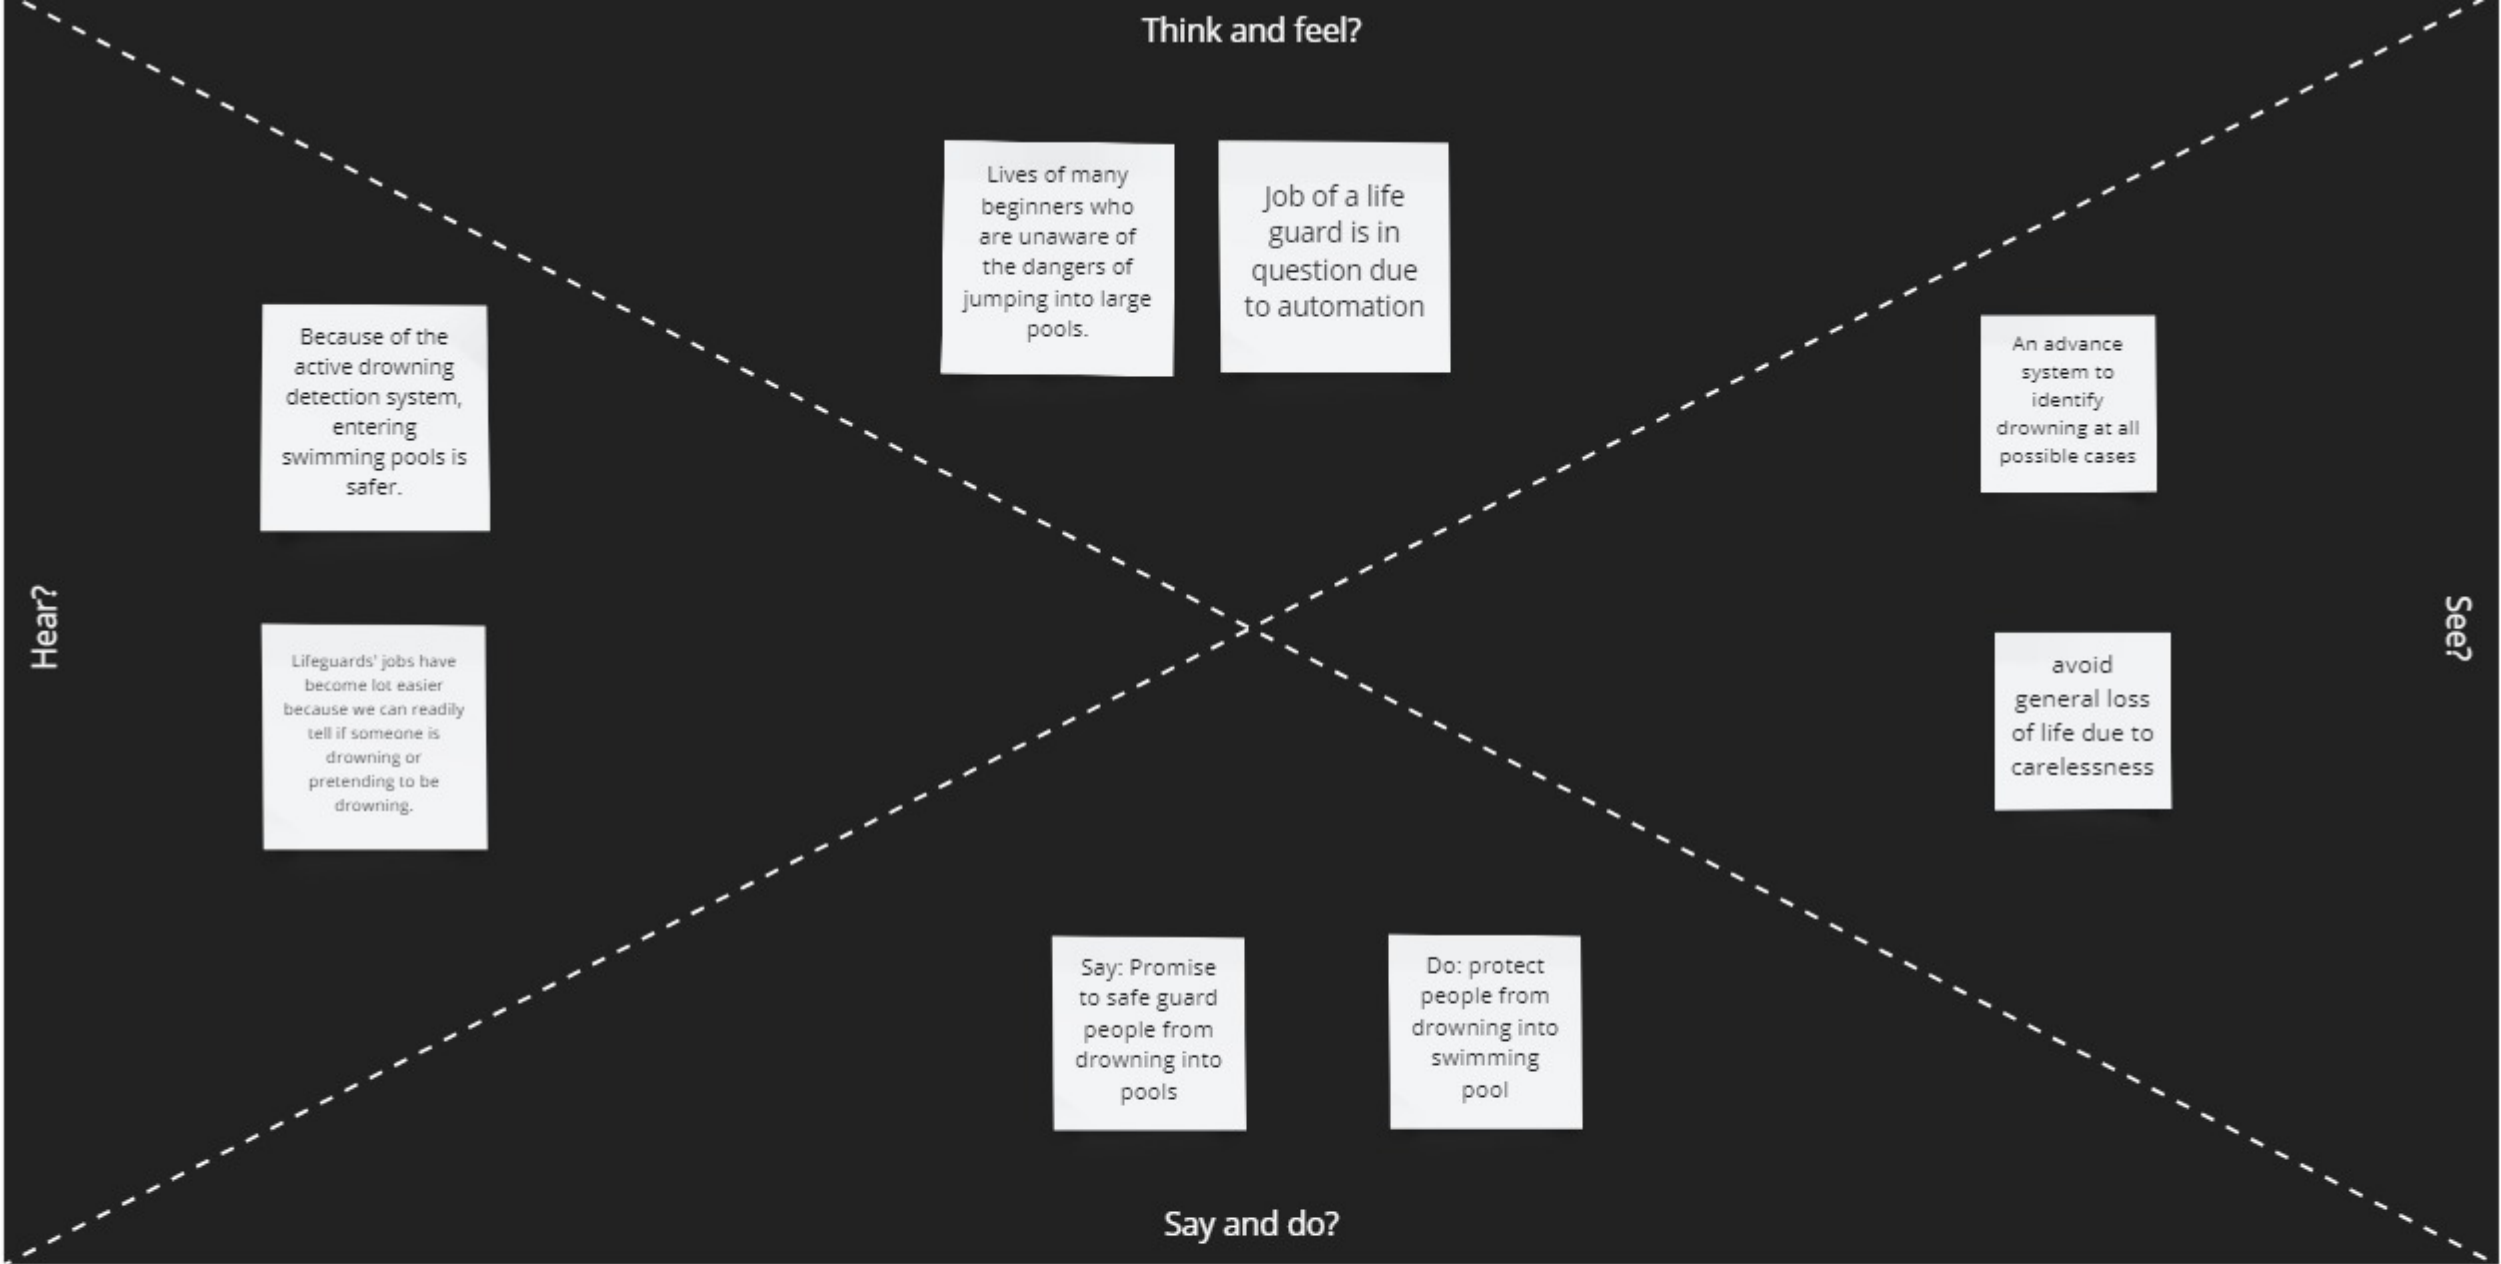 Think and feel?
Lives of many
beginners who
are unaware of
the dangers of
jumping into large
pools.
Job of a life
guard is in
question due
to automation
Hear?
Because of the
active drowning
detection system,
entering
swimming pools is
safer.
Lifeguards' jobs have
become lot easier
because we can readily
tell if someone is
drowning or
pretending to be
drowning.
See?
An advance
system to
identify
drowning at all
possible cases
avoid
general loss
of life due to
carelessness
Say: Promise
to safe guard
people from
drowning into
pools
Do: protect
people from
drowning into
swimming
pool
Say and do?